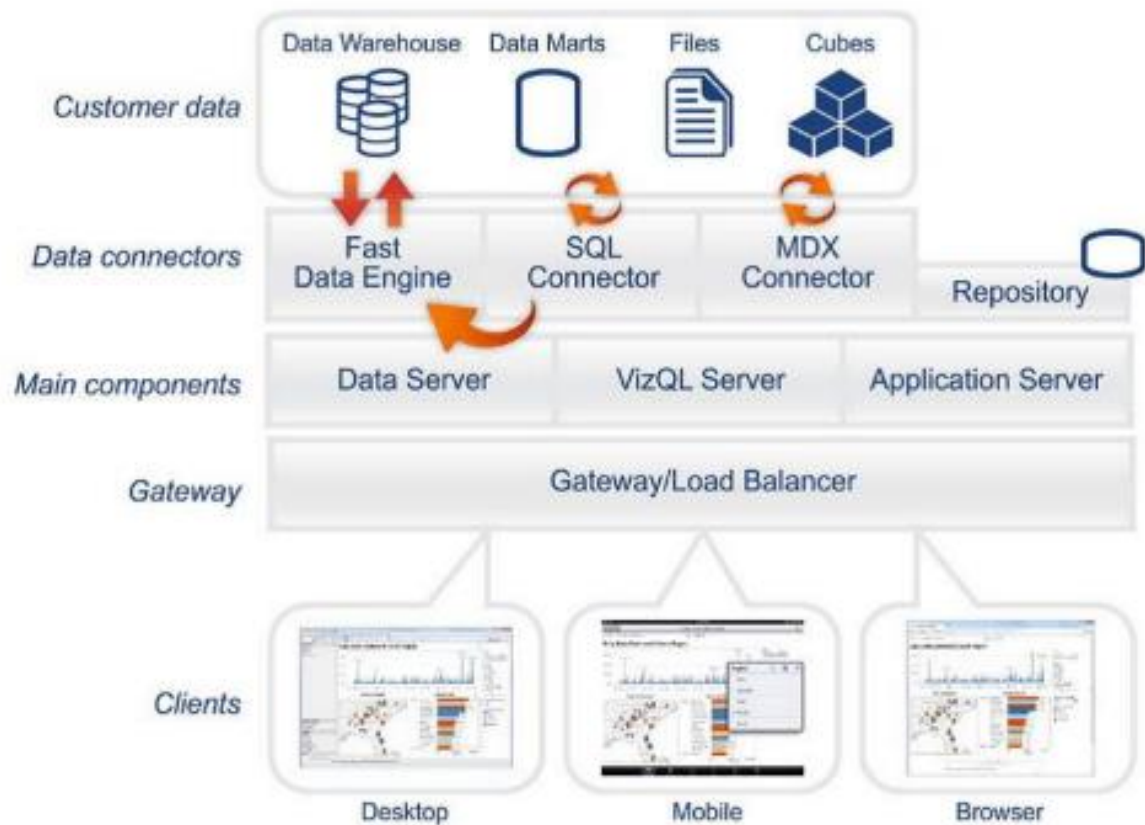 Data Warehouse
Data Marts
Files
Cubes
Customer data
Data connectors
Fast
Data Engine
SQL
Connector
MDX
Connector
Repository
Main components
Data Server
VizQL Server
Application Server
Gateway
Gateway/Load Balancer
Clients
Desktop
Mobile
Browser